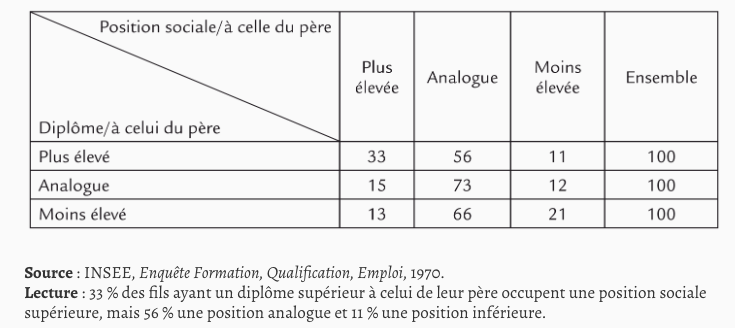 Position sociale/à celle du père
Plus élevée
Analogue
Moins élevée
Ensemble
Diplôme/à celui du père
Plus élevé 33 56 11 100
Analogue 15 73 12 100
Moins élevé 13 66 21 100
Source : INSEE, Enquête Formation, Qualification, Emploi, 1970.
Lecture : 33 % des fils ayant un diplôme supérieur à celui de leur père occupent une position sociale
supérieure, mais 56 % une position analogue et 11 % une position inférieure.